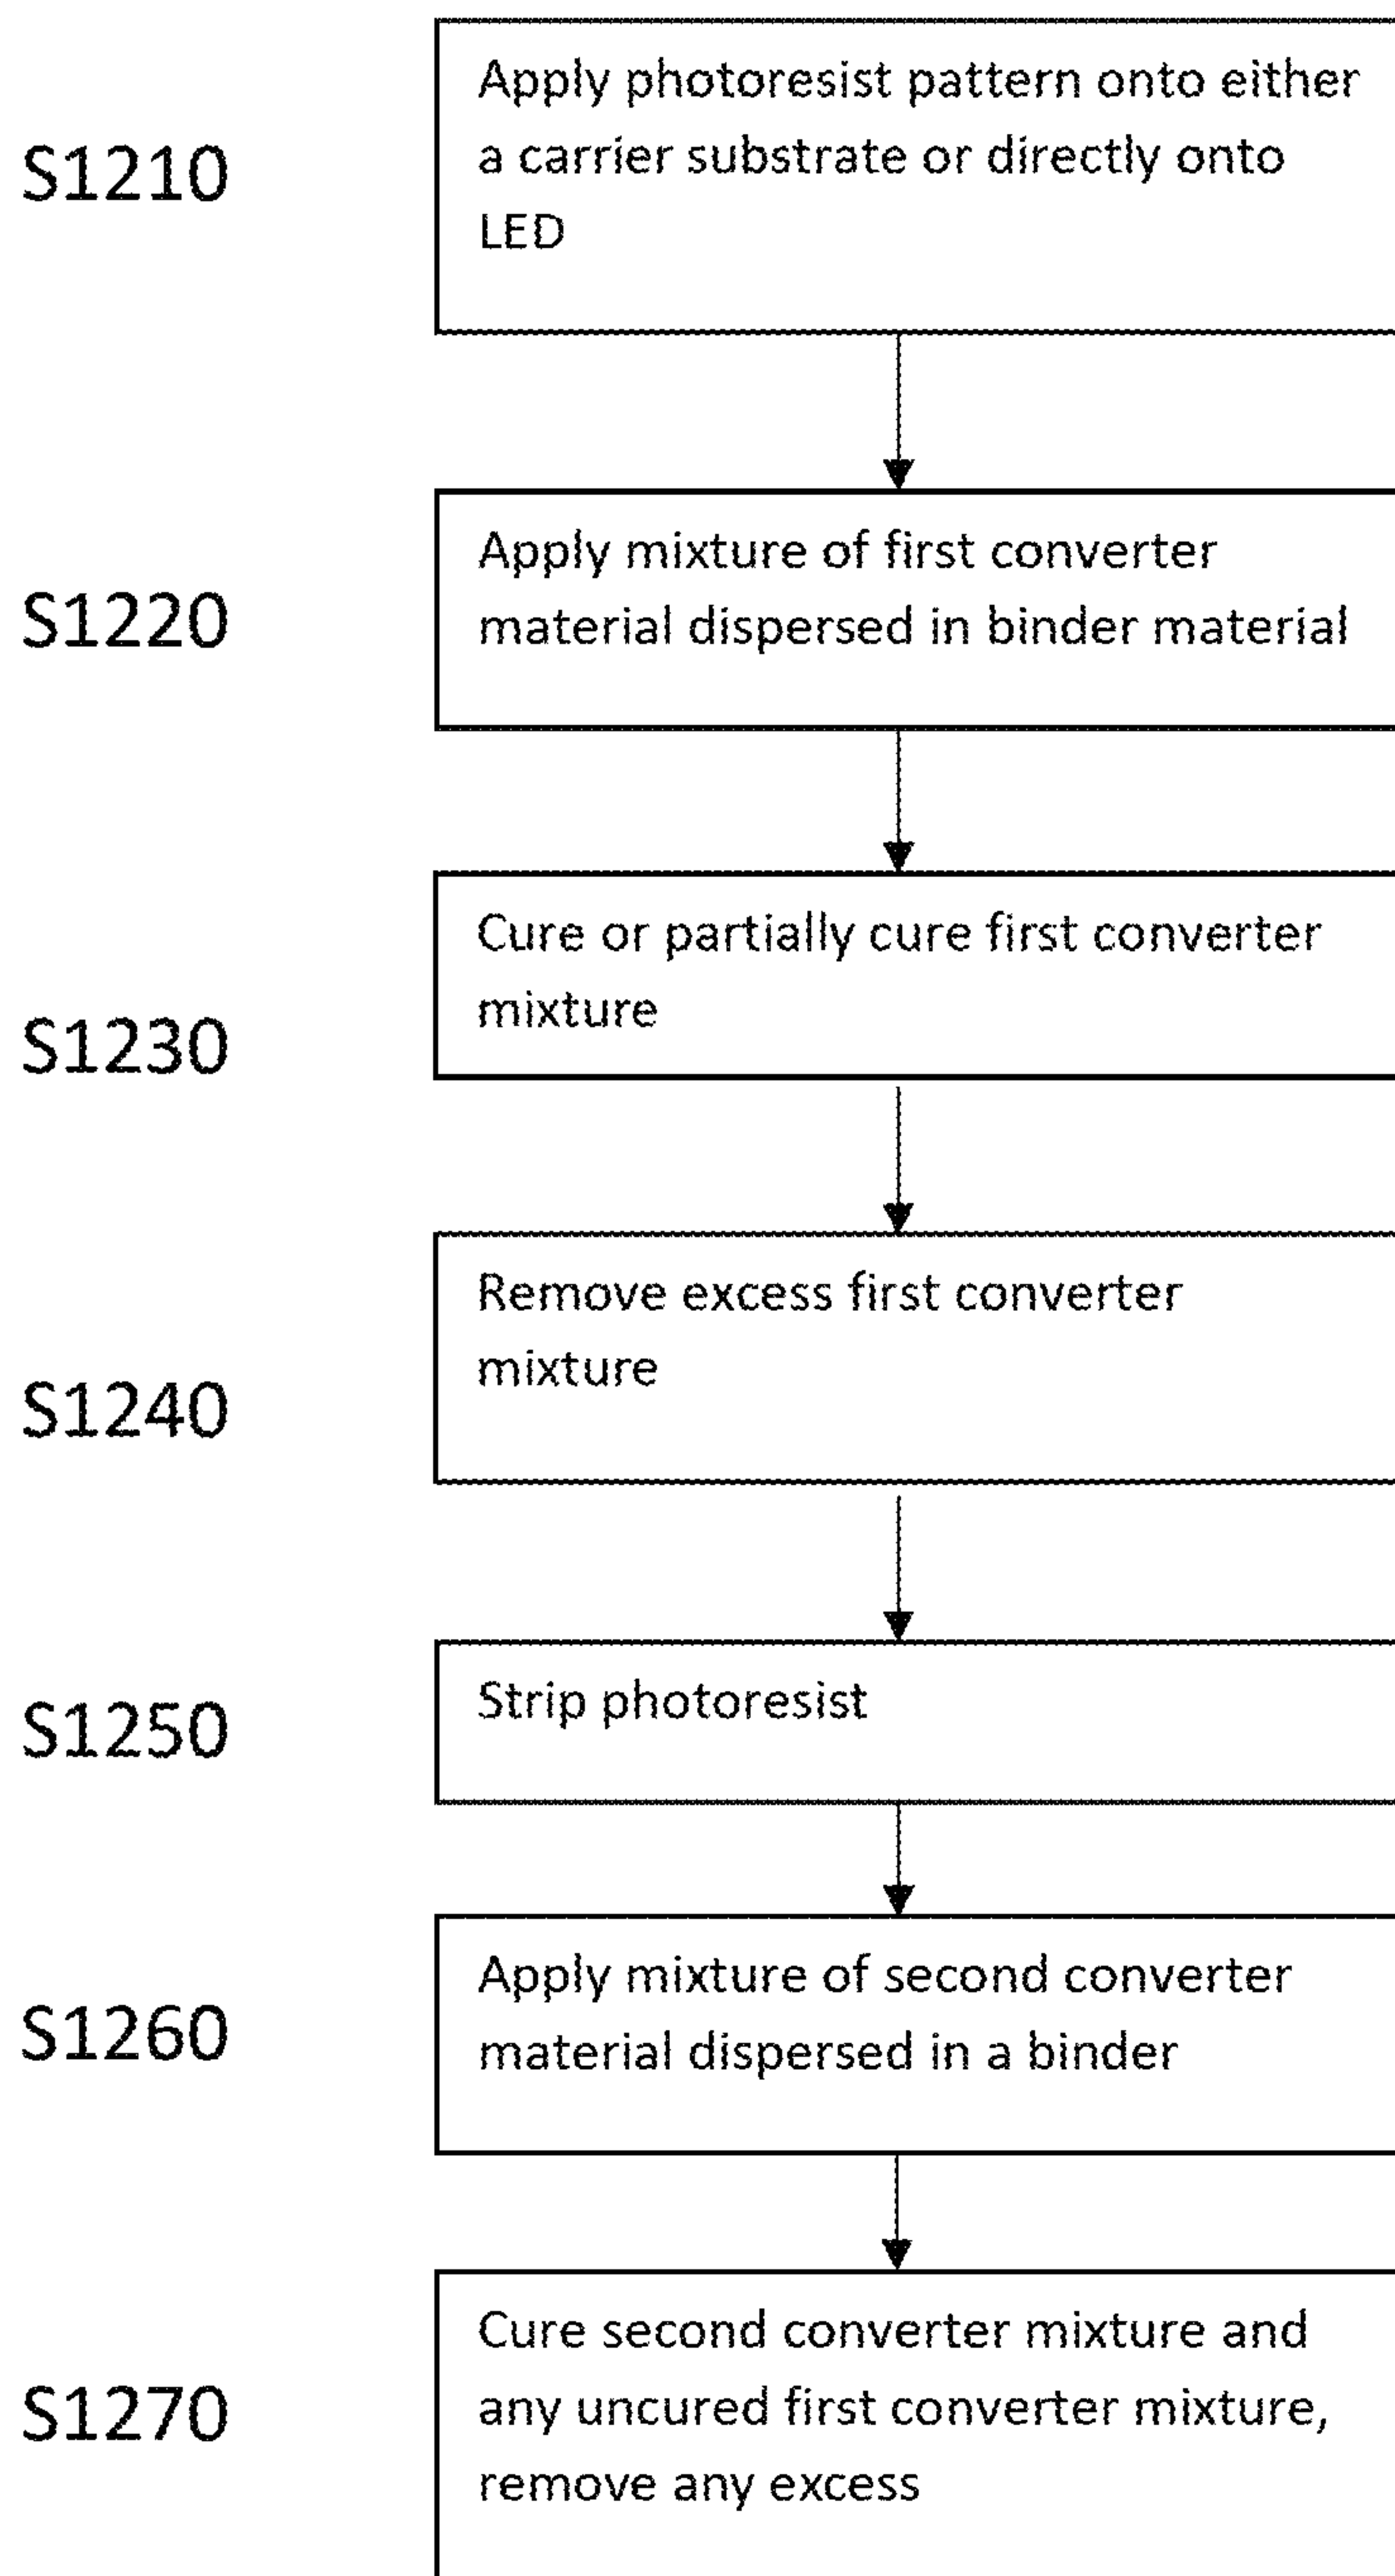 S1210
Apply photoresist pattern onto either
a carrier substrate or directly onto
LED
S1220
Apply mixture of first converter
material dispersed in binder material
S1230
Cure or partially cure first converter
mixture
S1240
Remove excess first converter
mixture
S1250
Strip photoresist
S1260
Apply mixture of second converter
material dispersed in a binder
S1270
Cure second converter mixture and
any uncured first converter mixture,
remove any excess